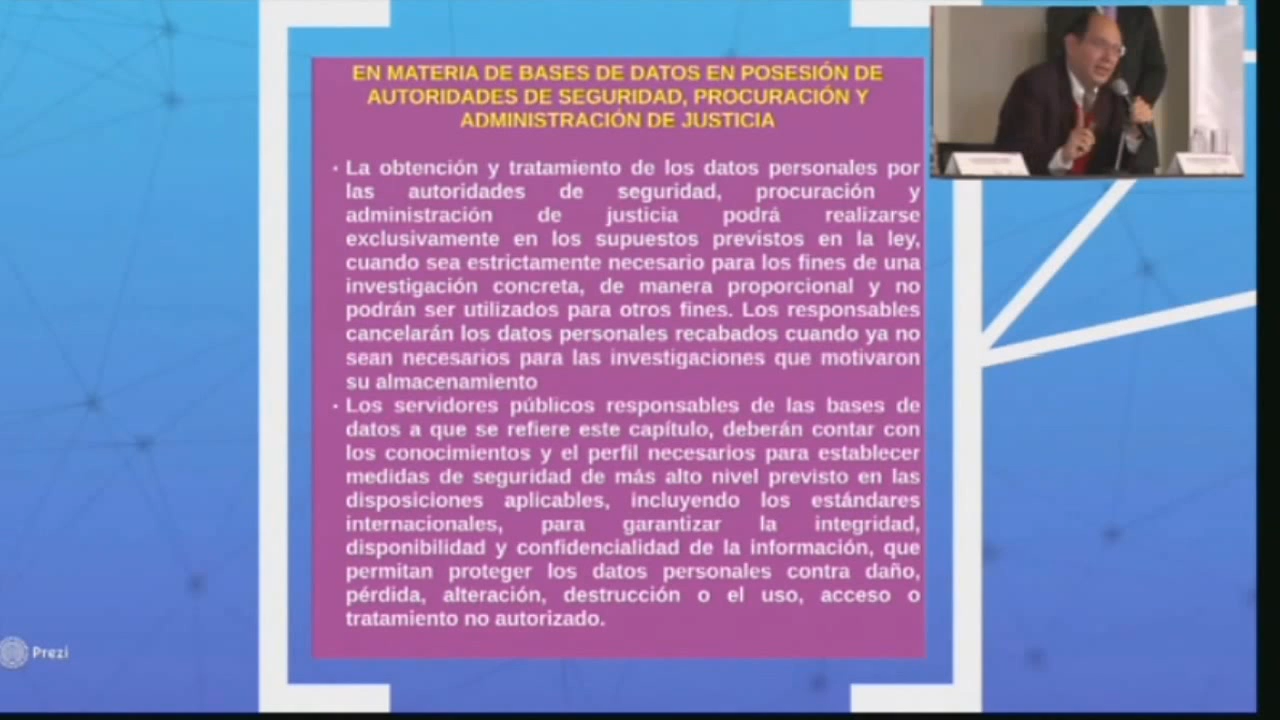 EN MATERIA DE BASES DE DATOS EN POSESIÓN DE
AUTORIDADES DE SEGURIDAD, PROCURACIÓN Y
ADMINISTRACIÓN DE JUSTICIA
· La obtención y tratamiento de los datos personales por
las autoridades de seguridad, procuración y
administración de justicia podrá realizarse
exclusivamente en los supuestos previstos en la ley,
cuando sea estrictamente necesario para los fines de una
investigación concreta, de manera proporcional y no
podrán ser utilizados para otros fines. Los responsables
cancelarán los datos personales recabados cuando ya no
sean necesarios para las investigaciones que motivaron
su almacenamiento
· Los servidores públicos responsables de las bases de
datos a que se refiere este capítulo, deberán contar con
los conocimientos y el perfil necesarios para establecer
medidas de seguridad de más alto nivel previsto en las
disposiciones aplicables, incluyendo los estándares
internacionales, para garantizar la integridad,
disponibilidad y confidencialidad de la información, que
permitan proteger los datos personales contra daño,
pérdida, alteración, destrucción o el uso, acceso o
tratamiento no autorizado.
Prezi